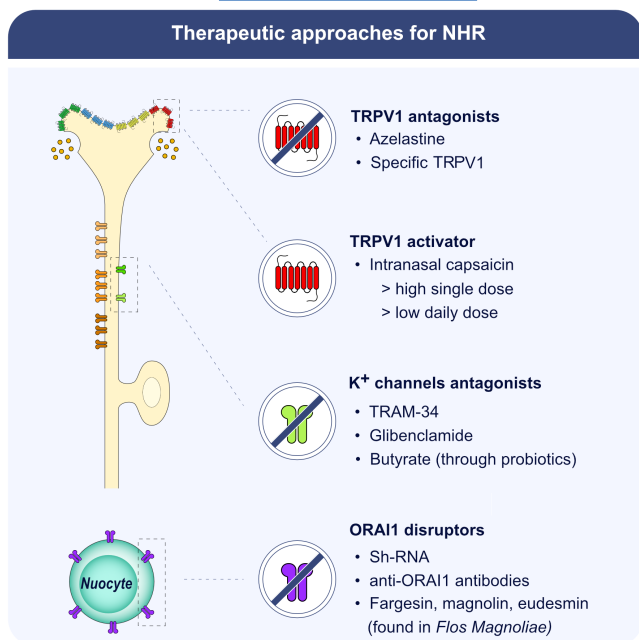 Therapeutic approaches for NHR
TRPV1 antagonists
• Azelastine
• Specific TRPV1
TRPV1 activator
• Intranasal capsaicin
> high single dose
> low daily dose
K⁺ channels antagonists
• TRAM-34
• Glibenclamide
• Butyrate (through probiotics)
ORAI1 disruptors
• Sh-RNA
• anti-ORAI1 antibodies
• Fargesin, magnolin, eudesmin
(found in Flos Magnoliae)
Nuocyte